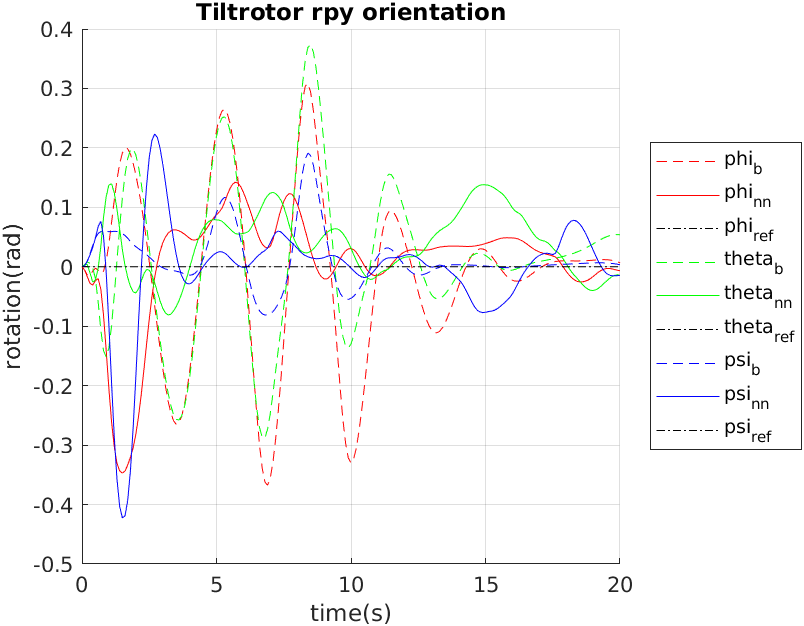 Tiltrotor rpy orientation
0.4
0.3
0.2
0.1
0
-0.1
-0.2
-0.3
-0.4
-0.5
rotation(rad)
0 5 10 15 20
time(s)
phi_b
phi_nn
phi_ref
theta_b
theta_nn
theta_ref
psi_b
psi_nn
psi_ref